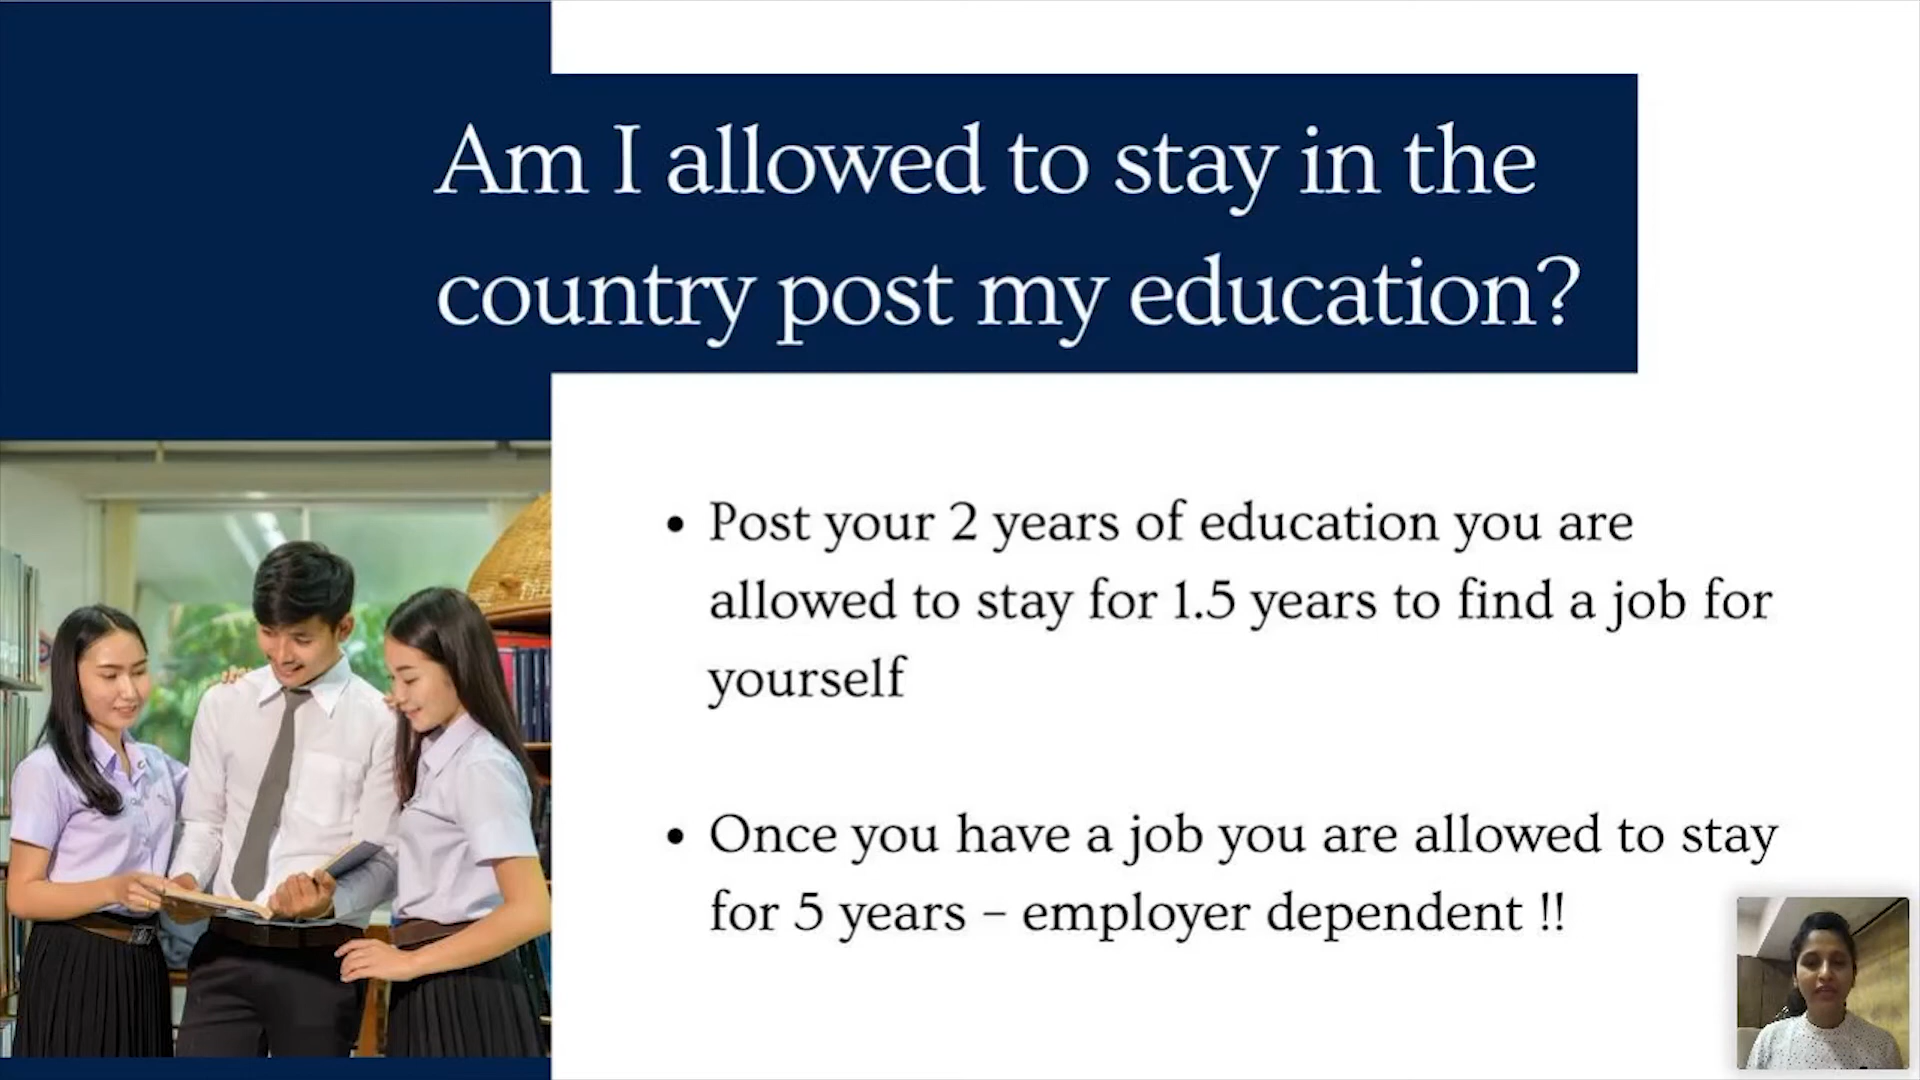 Am I allowed to stay in the
country post my education?
• Post your 2 years of education you are
allowed to stay for 1.5 years to find a job for
yourself
• Once you have a job you are allowed to stay
for 5 years – employer dependent !!